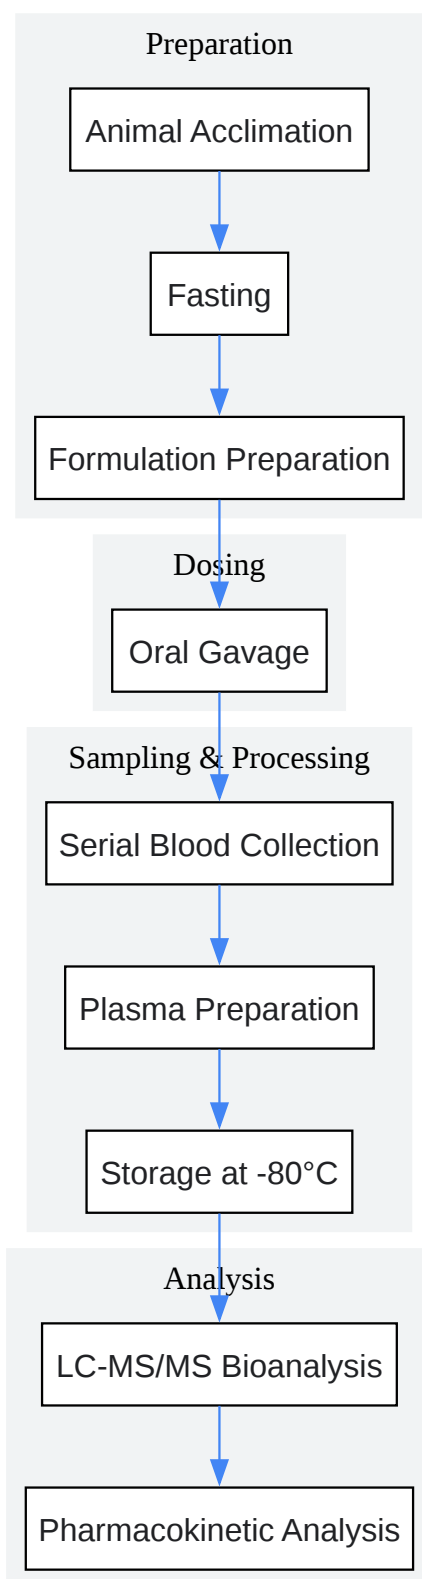 Preparation
Animal Acclimation
Fasting
Formulation Preparation
Dosing
Oral Gavage
Sampling & Processing
Serial Blood Collection
Plasma Preparation
Storage at -80°C
Analysis
LC-MS/MS Bioanalysis
Pharmacokinetic Analysis